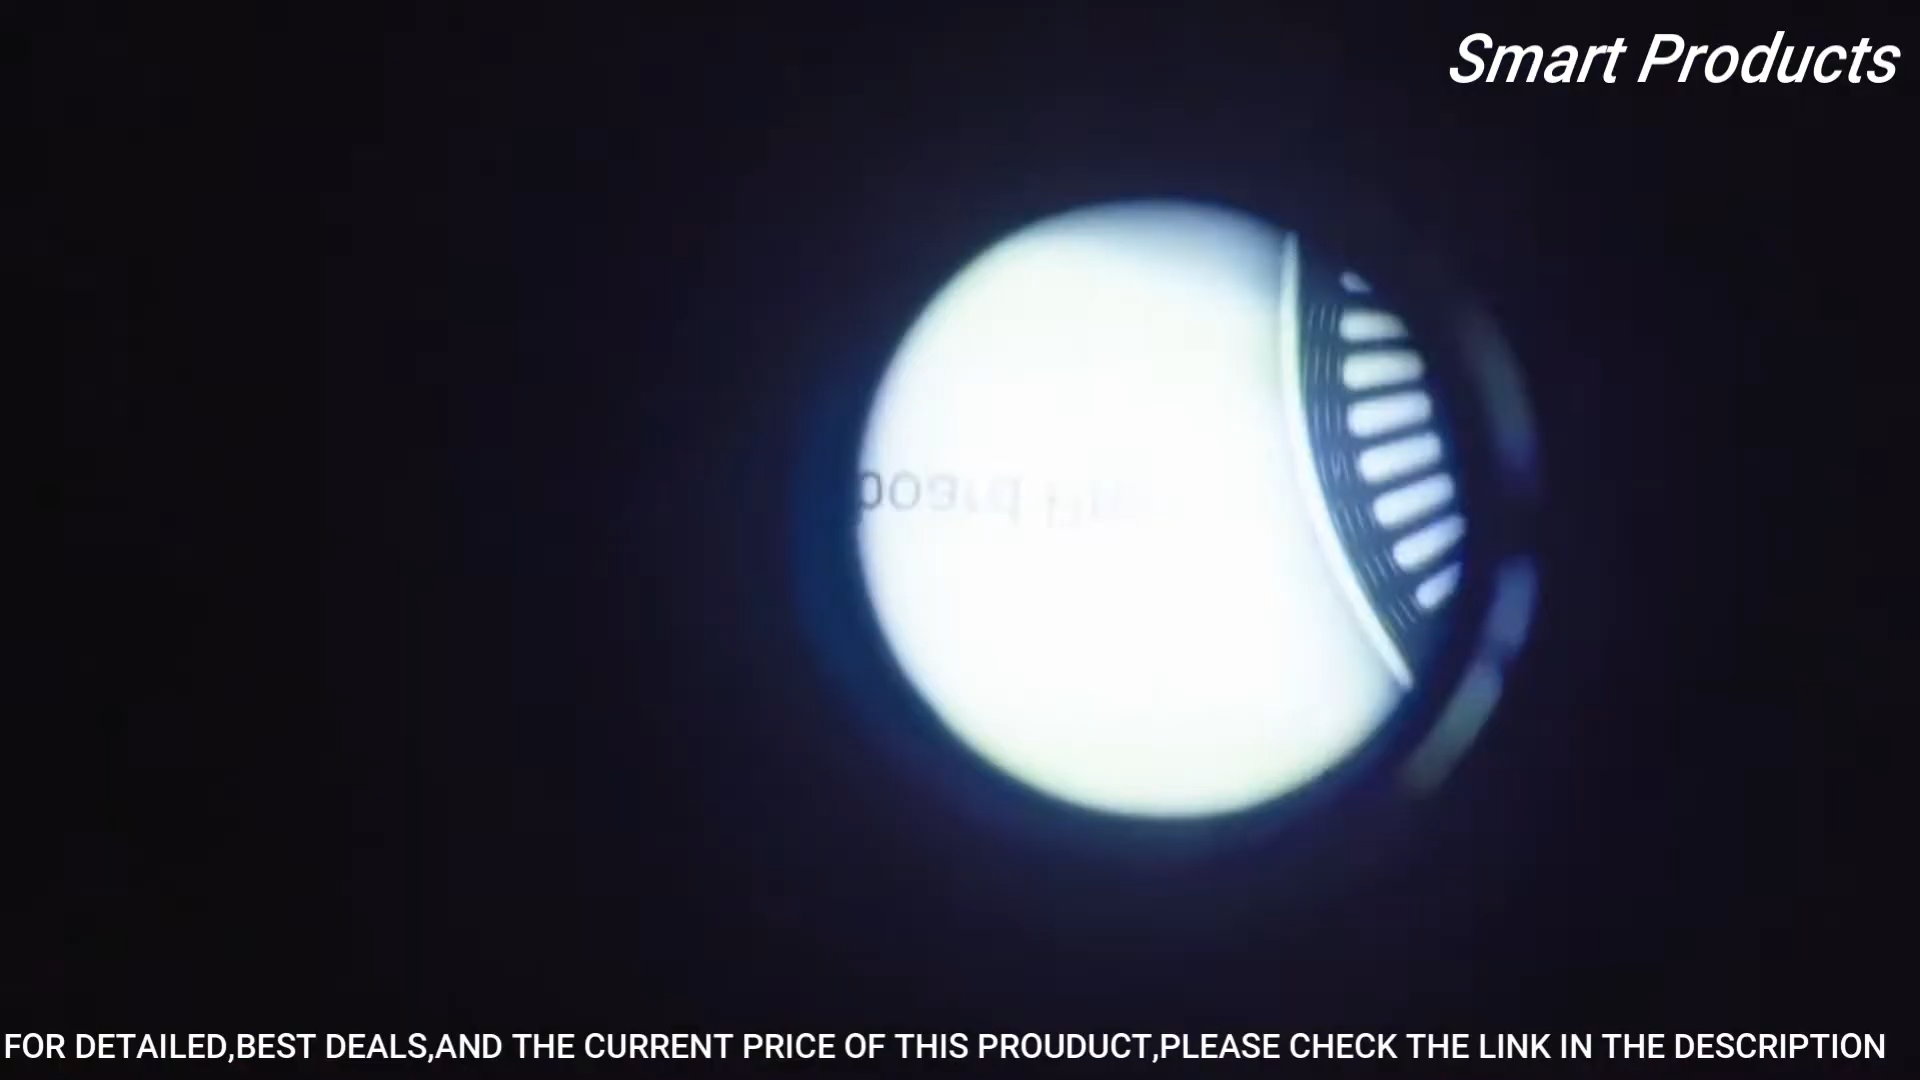 Smart Products
FOR DETAILED,BEST DEALS,AND THE CURRENT PRICE OF THIS PROUDUCT,PLEASE CHECK THE LINK IN THE DESCRIPTION